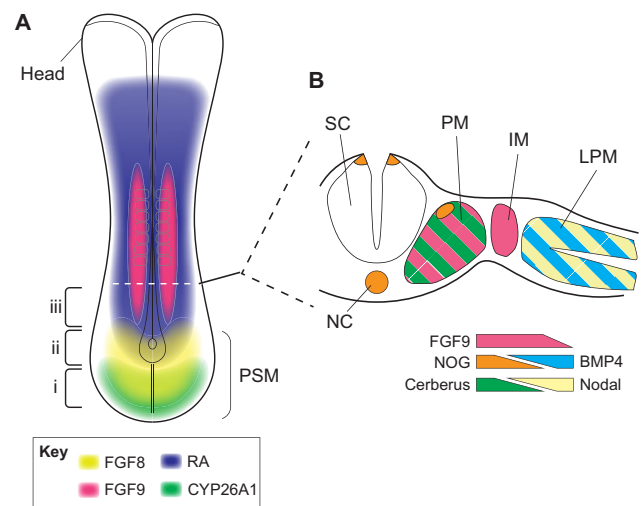 A
Head
iii
ii
i
PSM
Key
FGF8
RA
FGF9
CYP26A1
B
SC
PM
IM
LPM
NC
FGF9
NOG
BMP4
Cerberus
Nodal